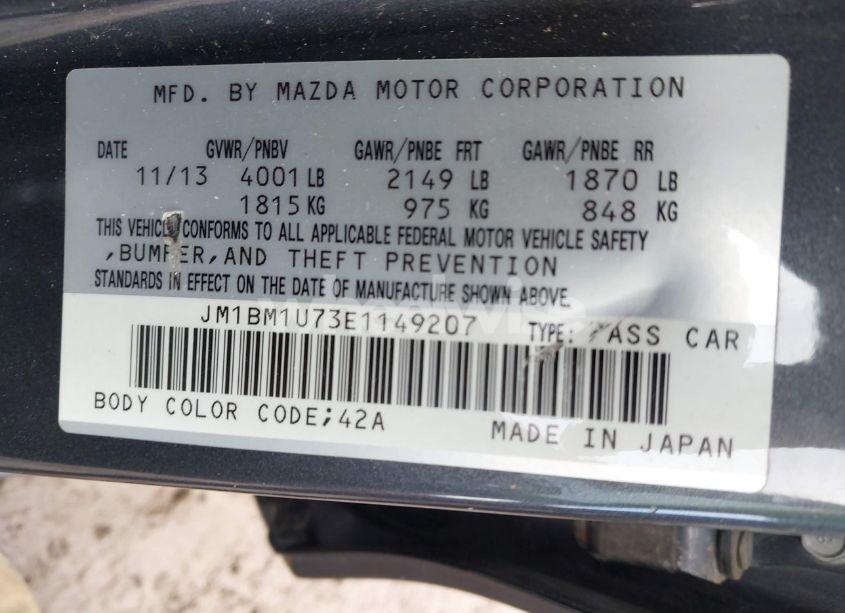 MFD. BY MAZDA MOTOR CORPORATION
DATE GVWR/PNBV GAWR/PNBE FRT GAWR/PNBE RR
11/13 4001 LB 2149 LB 1870 LB
1815 KG 975 KG 848 KG
THIS VEHICLE CONFORMS TO ALL APPLICABLE FEDERAL MOTOR VEHICLE SAFETY
,BUMPER,AND THEFT PREVENTION
STANDARDS IN EFFECT ON THE DATE OF MANUFACTURE SHOWN ABOVE.
JM1BM1U73E1149207 TYPE: PASS CAR
BODY COLOR CODE;42A
MADE IN JAPAN